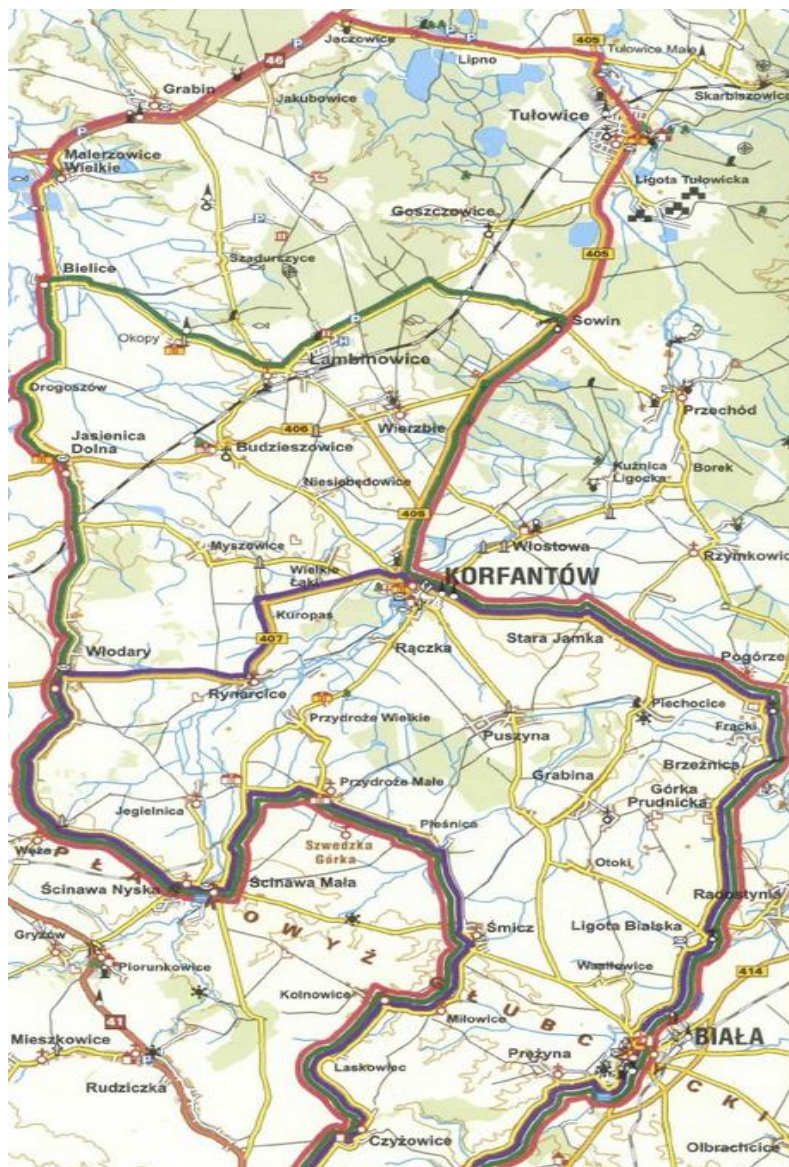 Jaczowice
405
Tułowice Małe
46
Lipno
Grabin
Jakubowice
Skarbiszowice
Tułowice
Malerzowice
Wielkie
Ligota Tułowicka
Goszczowice
405
Szadurczyce
Bielice
Sowin
Okopy
Łambinowice
Drogoszów
Przechód
406
Wierzbie
Jasienica
Dolna
Budzieszowice
Kuźnica
Ligocka
Borek
Niesiebędowice
405
Włostowa
Myszowice
Rzymkowic
Wielkie
Łąki
KORFANTÓW
Kuropas
407
Stara Jamka
Włodary
Rączka
Pogórze
Rynarcice
Piechocice
Przydroże Wielkie
Frącki
Puszyna
Brzeźnica
Grabina
Przydroże Małe
Górka
Prudnicka
Jegielnica
Pleśnica
Węża
P Ł A
Szwedzka
Górka
Otoki
Ścinawa Nyska
Ścinawa Mała
Radostynia
O W Y Ż
Śmicz
Ligota Bialska
Gryżów
Wasiłowice
Piorunkowice
414
Kolnowice
G Ł U B C
41
Miłowice
BIAŁA
Mieszkowice
Prężyna
Laskowiec
Rudziczka
C K I
Czyżowice
Olbrachcice